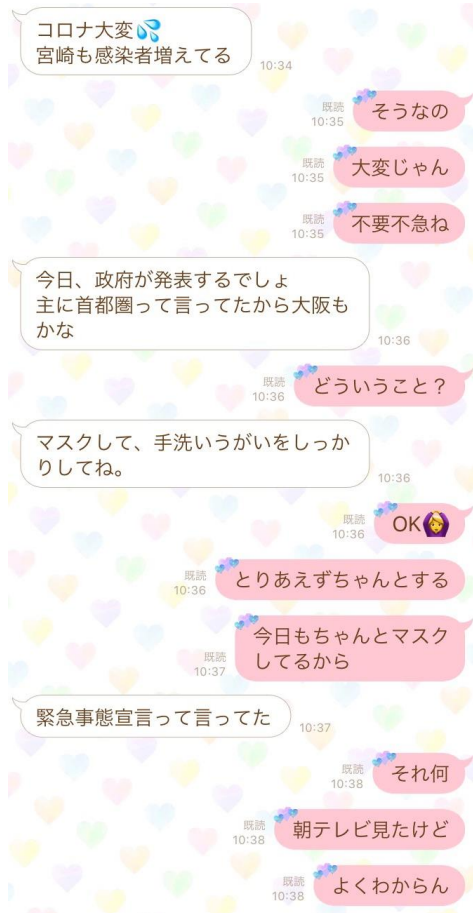 コロナ大変💦
宮崎も感染者増えてる
10:34
既読
10:35
そうなの
既読
10:35
大変じゃん
既読
10:35
不要不急ね
今日、政府が発表するでしょ
主に首都圏って言ってたから大阪も
かな
10:36
既読
10:36
どういうこと？
マスクして、手洗いうがいをしっか
りしてね。
10:36
既読
10:36
OK🙆
既読
10:36
とりあえずちゃんとする
今日もちゃんとマスク
してるから
既読
10:37
緊急事態宣言って言ってた
10:37
既読
10:38
それ何
既読
10:38
朝テレビ見たけど
既読
10:38
よくわからん